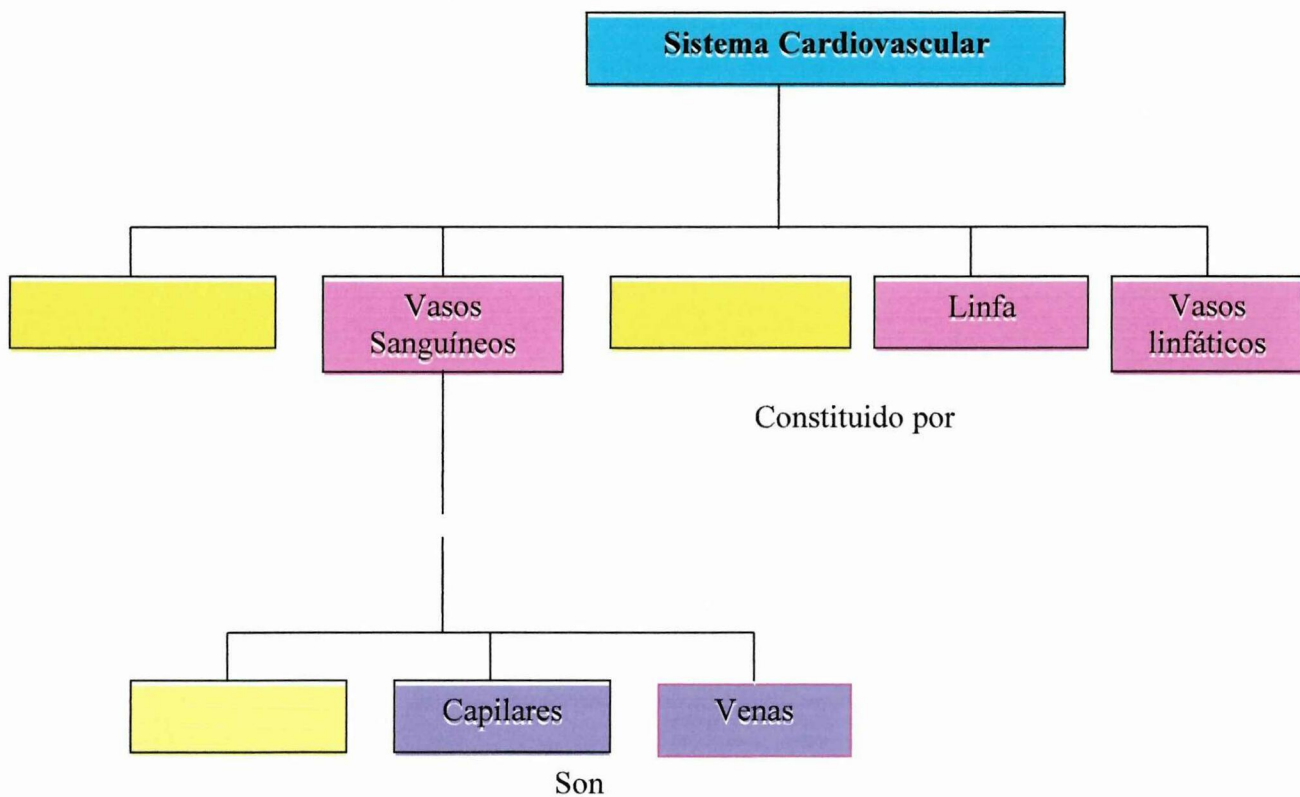 Sistema Cardiovascular
Vasos
Sanguíneos
Linfa
Vasos
linfáticos
Constituido por
Capilares
Venas
Son